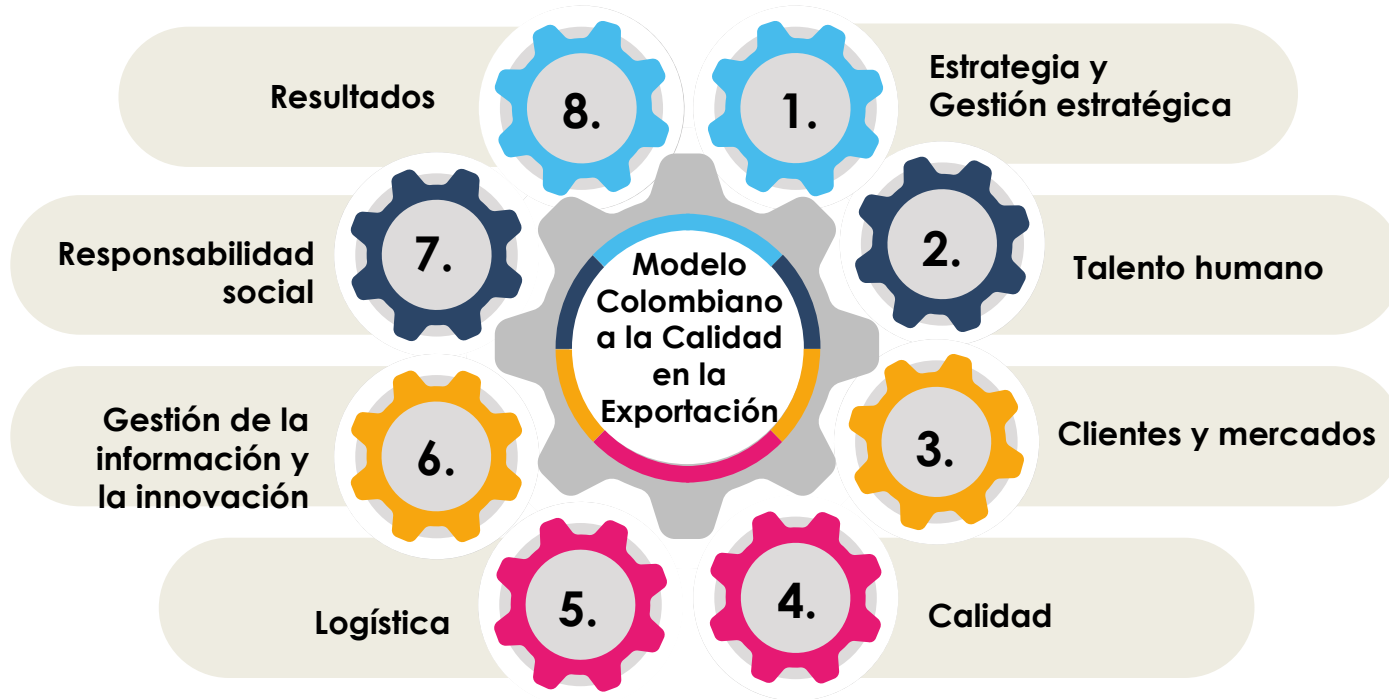 Modelo
Colombiano
a la Calidad
en la
Exportación
1.
Estrategia y
Gestión estratégica
2.
Talento humano
3.
Clientes y mercados
4.
Calidad
5.
Logística
6.
Gestión de la
información y
la innovación
7.
Responsabilidad
social
8.
Resultados